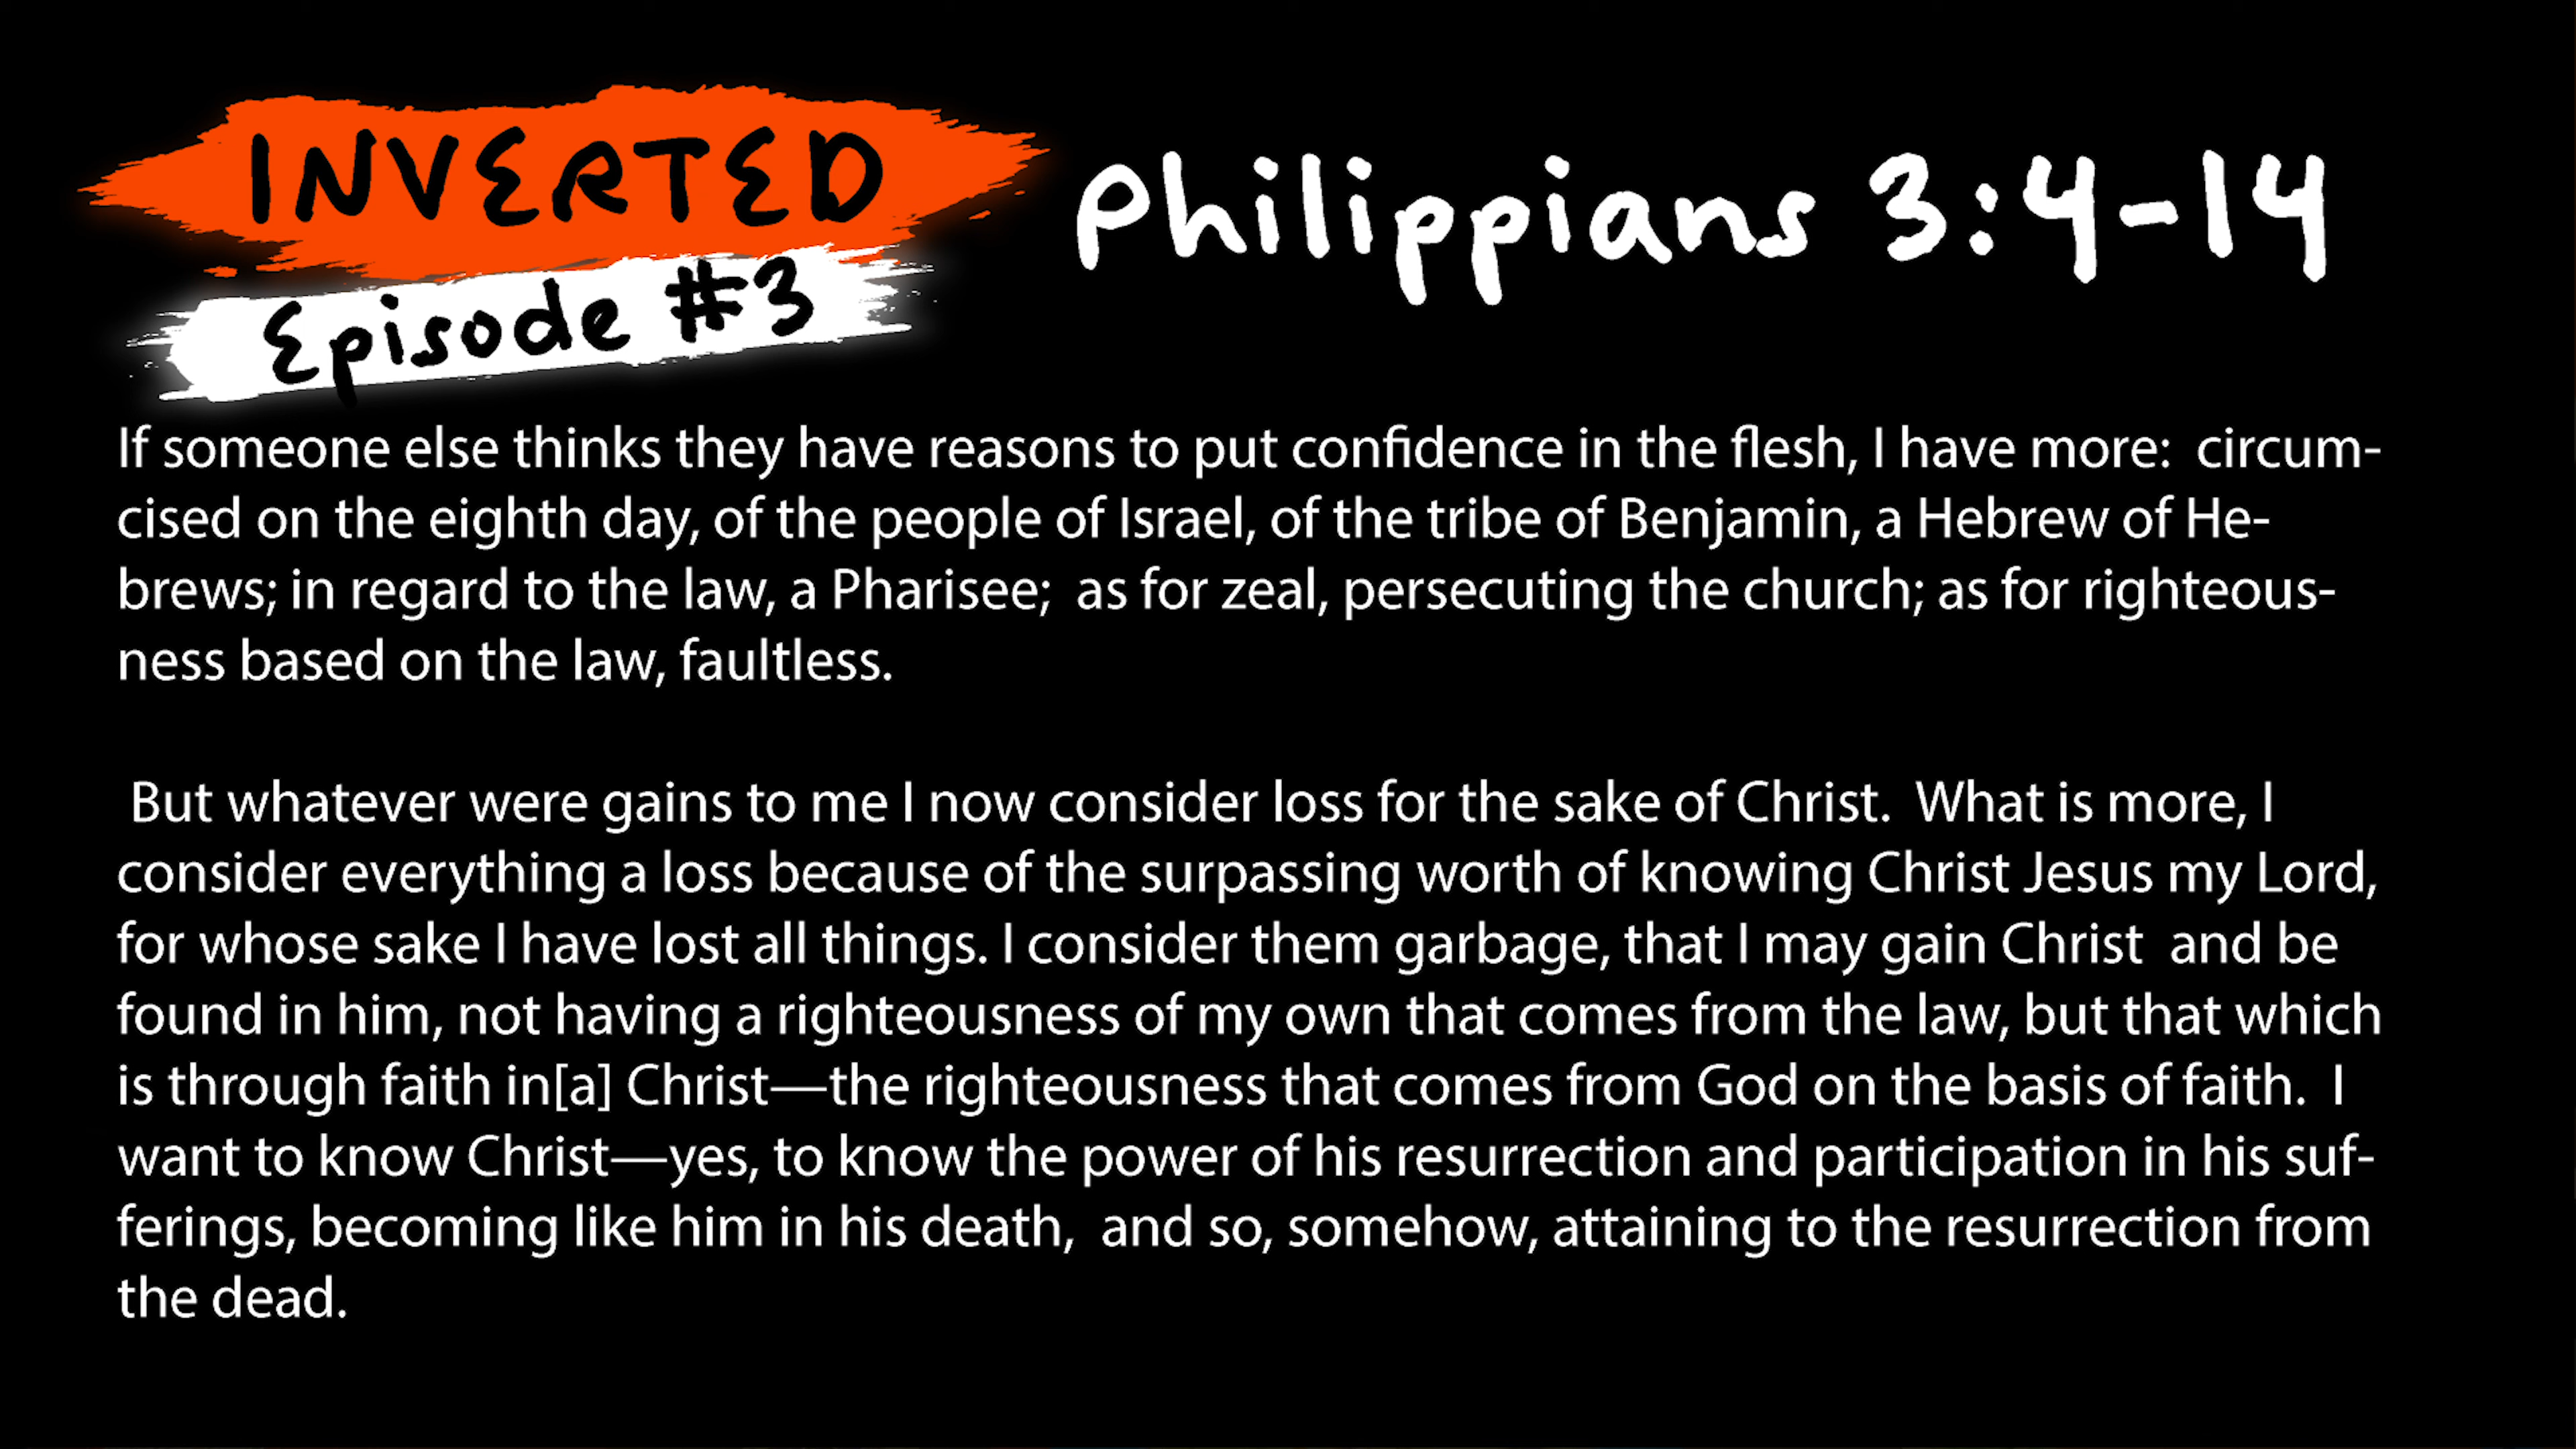 INVERTED
Episode #3
Philippians 3:4-14
If someone else thinks they have reasons to put confidence in the flesh, I have more:  circum-
cised on the eighth day, of the people of Israel, of the tribe of Benjamin, a Hebrew of He-
brews; in regard to the law, a Pharisee;  as for zeal, persecuting the church; as for righteous-
ness based on the law, faultless.
But whatever were gains to me I now consider loss for the sake of Christ.  What is more, I
consider everything a loss because of the surpassing worth of knowing Christ Jesus my Lord,
for whose sake I have lost all things. I consider them garbage, that I may gain Christ  and be
found in him, not having a righteousness of my own that comes from the law, but that which
is through faith in[a] Christ—the righteousness that comes from God on the basis of faith.  I
want to know Christ—yes, to know the power of his resurrection and participation in his suf-
ferings, becoming like him in his death,  and so, somehow, attaining to the resurrection from
the dead.